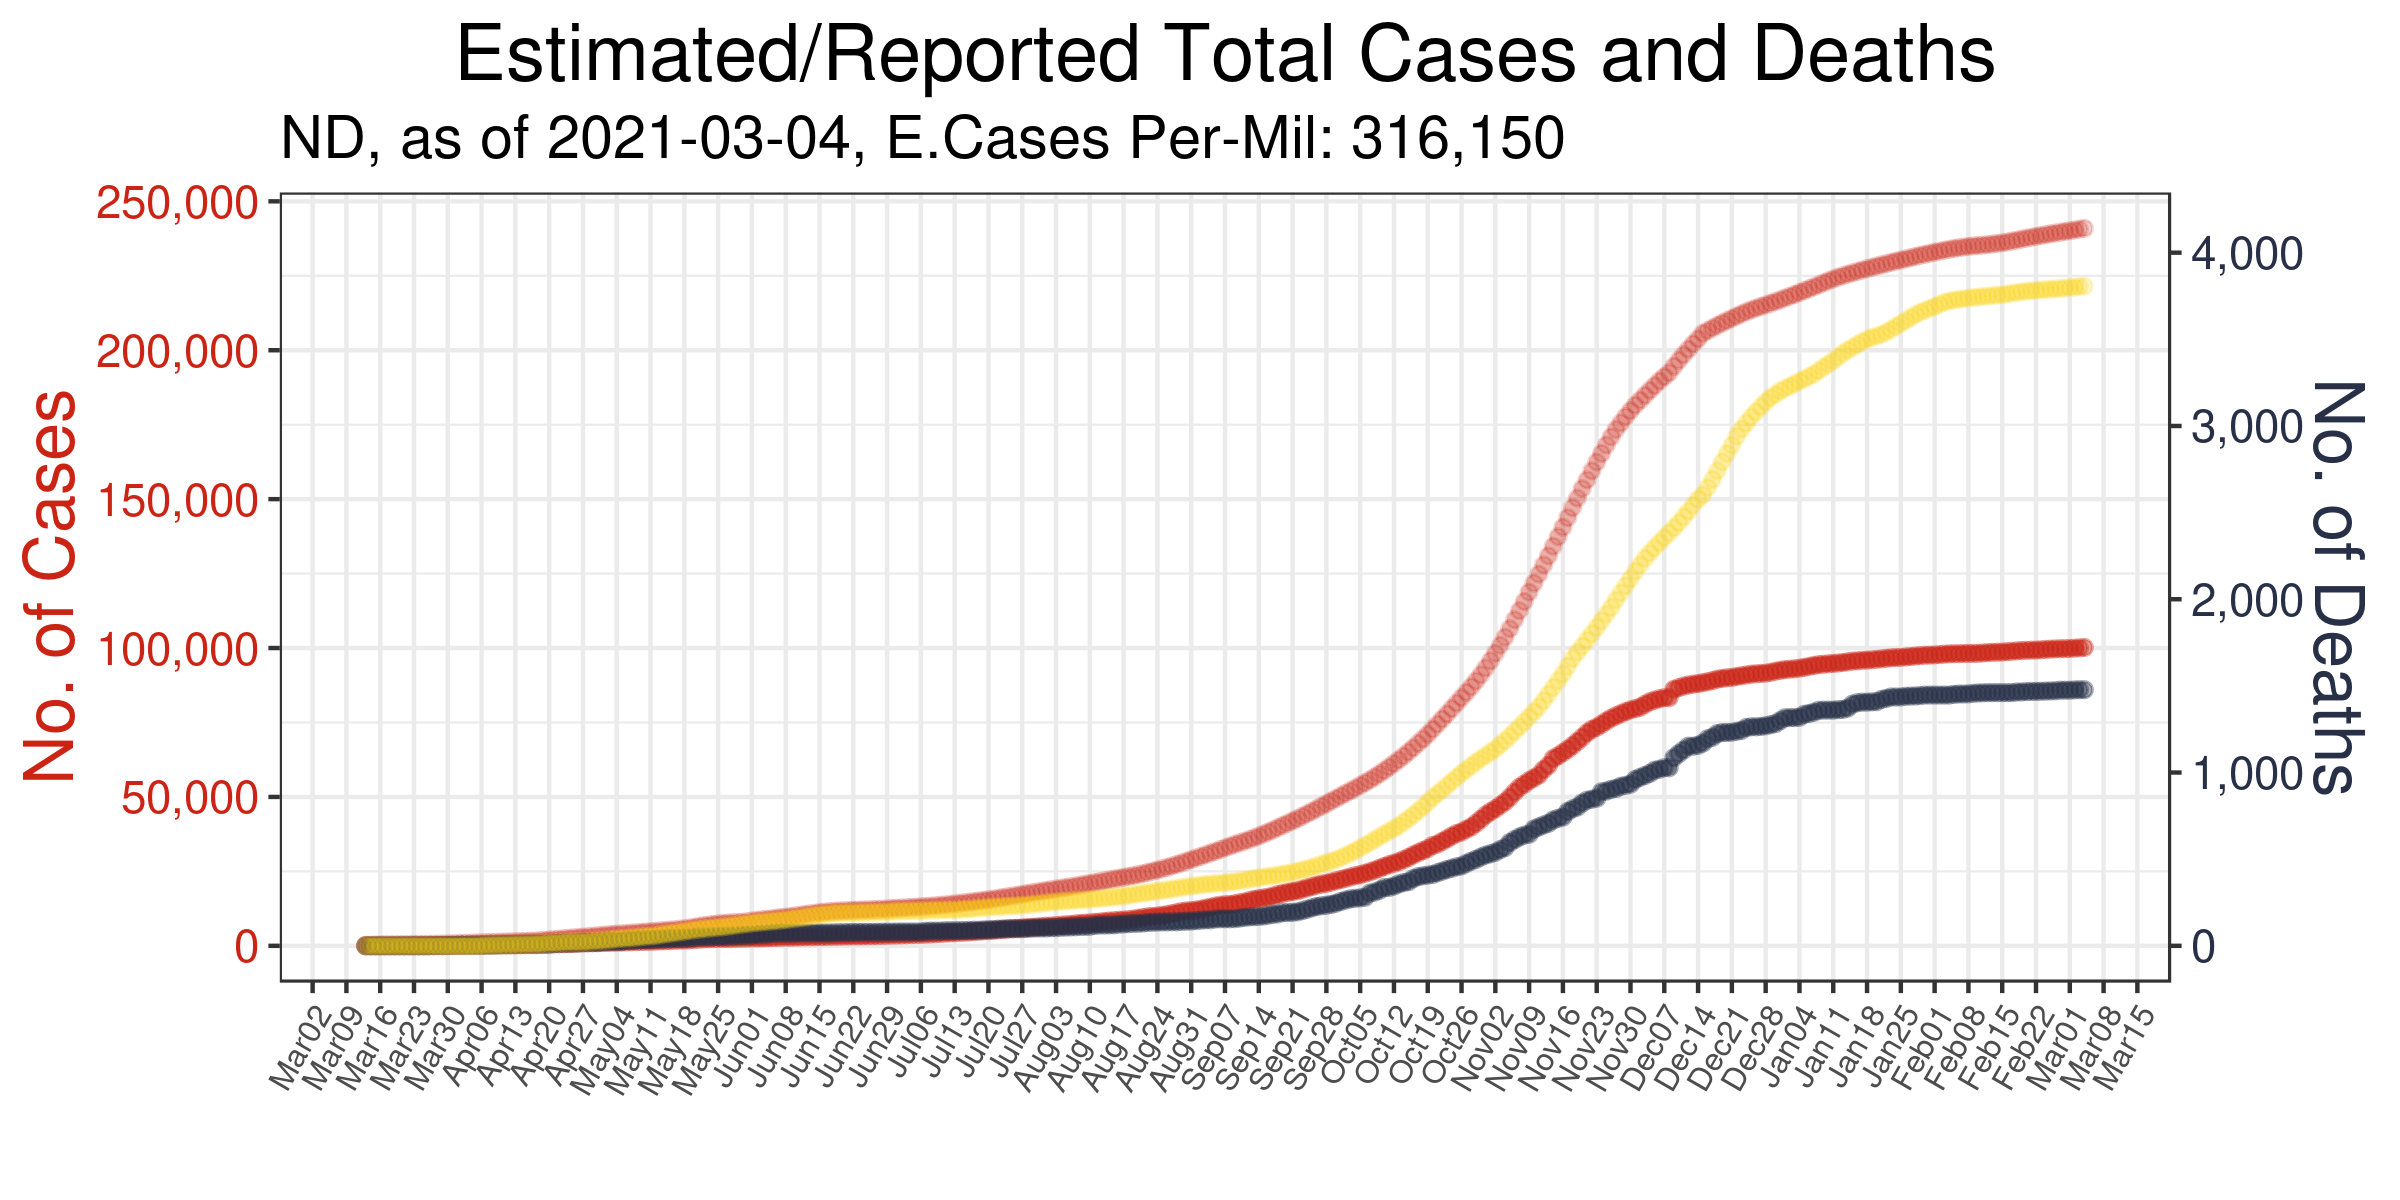 Estimated/Reported Total Cases and Deaths
ND, as of 2021-03-04, E.Cases Per-Mil: 316,150
No. of Cases
250,000
200,000
150,000
100,000
50,000
0
4,000
3,000
2,000
1,000
0
No. of Deaths
Mar02
Mar09
Mar16
Mar23
Mar30
Apr06
Apr13
Apr20
Apr27
May04
May11
May18
May25
Jun01
Jun08
Jun15
Jun22
Jun29
Jul06
Jul13
Jul20
Jul27
Aug03
Aug10
Aug17
Aug24
Aug31
Sep07
Sep14
Sep21
Sep28
Oct05
Oct12
Oct19
Oct26
Nov02
Nov09
Nov16
Nov23
Nov30
Dec07
Dec14
Dec21
Dec28
Jan04
Jan11
Jan18
Jan25
Feb01
Feb08
Feb15
Feb22
Mar01
Mar08
Mar15